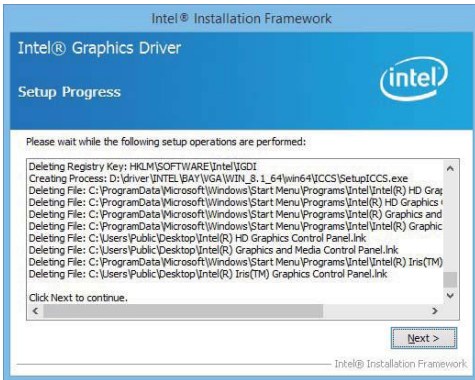 Intel® Installation Framework
Intel® Graphics Driver
Setup Progress
intel
Please wait while the following setup operations are performed:
Deleting Registry Key: HKLM\SOFTWARE\Intel\IGDI
Creating Process: D:\driver\INTEL\BAY\VGA\WIN_8.1_64\win64\ICCS\SetupICCS.exe
Deleting File: C:\ProgramData\Microsoft\Windows\Start Menu\Programs\Intel\Intel(R) HD Grap
Deleting File: C:\ProgramData\Microsoft\Windows\Start Menu\Programs\Intel(R) HD Graphics
Deleting File: C:\ProgramData\Microsoft\Windows\Start Menu\Programs\Intel(R) Graphics and
Deleting File: C:\ProgramData\Microsoft\Windows\Start Menu\Programs\Intel\Intel(R) Graphic
Deleting File: C:\Users\Public\Desktop\Intel(R) HD Graphics Control Panel.lnk
Deleting File: C:\Users\Public\Desktop\Intel(R) Graphics and Media Control Panel.lnk
Deleting File: C:\ProgramData\Microsoft\Windows\Start Menu\Programs\Intel\Intel(R) Iris(TM)
Deleting File: C:\Users\Public\Desktop\Intel(R) Iris(TM) Graphics Control Panel.lnk
Click Next to continue.
Next >
Intel® Installation Framework